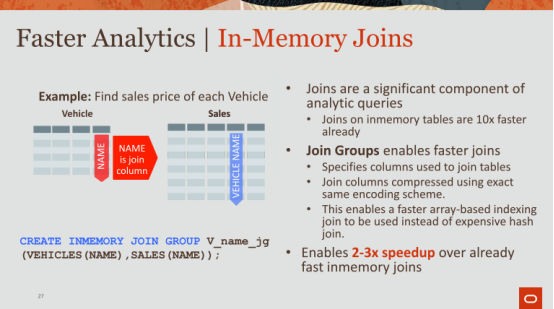 Faster Analytics | In-Memory Joins
Example: Find sales price of each Vehicle
Vehicle
Sales
NAME
NAME
is join
column
VEHICLE NAME
CREATE INMEMORY JOIN GROUP V_name_jg
(VEHICLES(NAME),SALES(NAME));
• Joins are a significant component of
analytic queries
• Joins on inmemory tables are 10x faster
already
• Join Groups enables faster joins
• Specifies columns used to join tables
• Join columns compressed using exact
same encoding scheme.
• This enables a faster array-based indexing
join to be used instead of expensive hash
join.
• Enables 2-3x speedup over already
fast inmemory joins
27